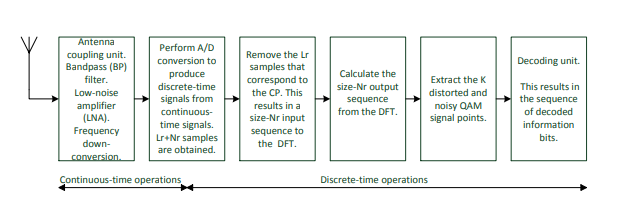 Antenna
coupling unit.
Bandpass (BP)
filter.
Low-noise
amplifier
(LNA).
Frequency
down-
conversion.
Perform A/D
conversion to
produce
discrete-time
signals from
continuous-
time signals.
Lr+Nr samples
are obtained.
Remove the Lr
samples that
correspond to
the CP. This
results in a
size-Nr input
sequence to
the DFT.
Calculate the
size-Nr output
sequence
from the DFT.
Extract the K
distorted and
noisy QAM
signal points.
Decoding unit.
This results in
the sequence
of decoded
information
bits.
Continuous-time operations
Discrete-time operations